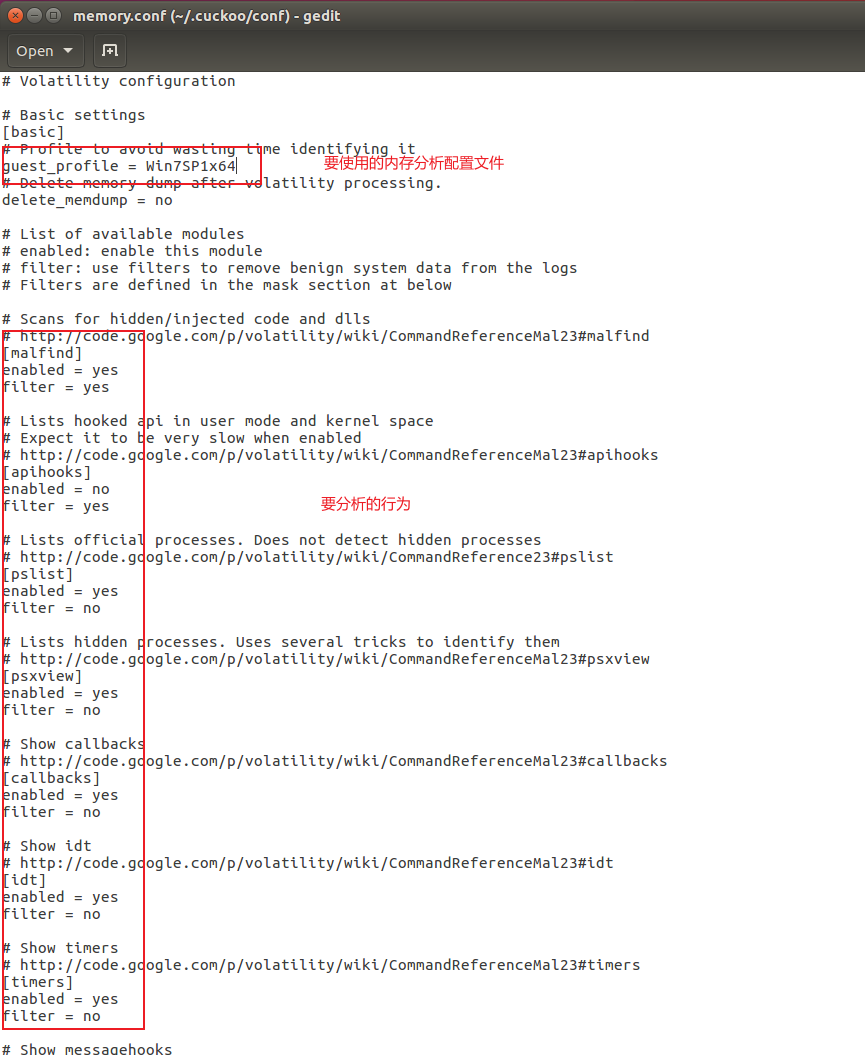 memory.conf (~/.cuckoo/conf) - gedit
Open
# Volatility configuration
# Basic settings
[basic]
# Profile to avoid wasting time identifying it
guest_profile = Win7SP1x64
要使用的内存分析配置文件
# Delete memory dump after volatility processing.
delete_memdump = no
# List of available modules
# enabled: enable this module
# filter: use filters to remove benign system data from the logs
# Filters are defined in the mask section at below
# Scans for hidden/injected code and dlls
# http://code.google.com/p/volatility/wiki/CommandReferenceMal23#malfind
[malfind]
enabled = yes
filter = yes
# Lists hooked api in user mode and kernel space
# Expect it to be very slow when enabled
# http://code.google.com/p/volatility/wiki/CommandReferenceMal23#apihooks
[apihooks]
enabled = no
filter = yes
要分析的行为
# Lists official processes. Does not detect hidden processes
# http://code.google.com/p/volatility/wiki/CommandReference23#pslist
[pslist]
enabled = yes
filter = no
# Lists hidden processes. Uses several tricks to identify them
# http://code.google.com/p/volatility/wiki/CommandReferenceMal23#psxview
[psxview]
enabled = yes
filter = no
# Show callbacks
# http://code.google.com/p/volatility/wiki/CommandReferenceMal23#callbacks
[callbacks]
enabled = yes
filter = no
# Show idt
# http://code.google.com/p/volatility/wiki/CommandReferenceMal23#idt
[idt]
enabled = yes
filter = no
# Show timers
# http://code.google.com/p/volatility/wiki/CommandReferenceMal23#timers
[timers]
enabled = yes
filter = no
# Show messagehooks